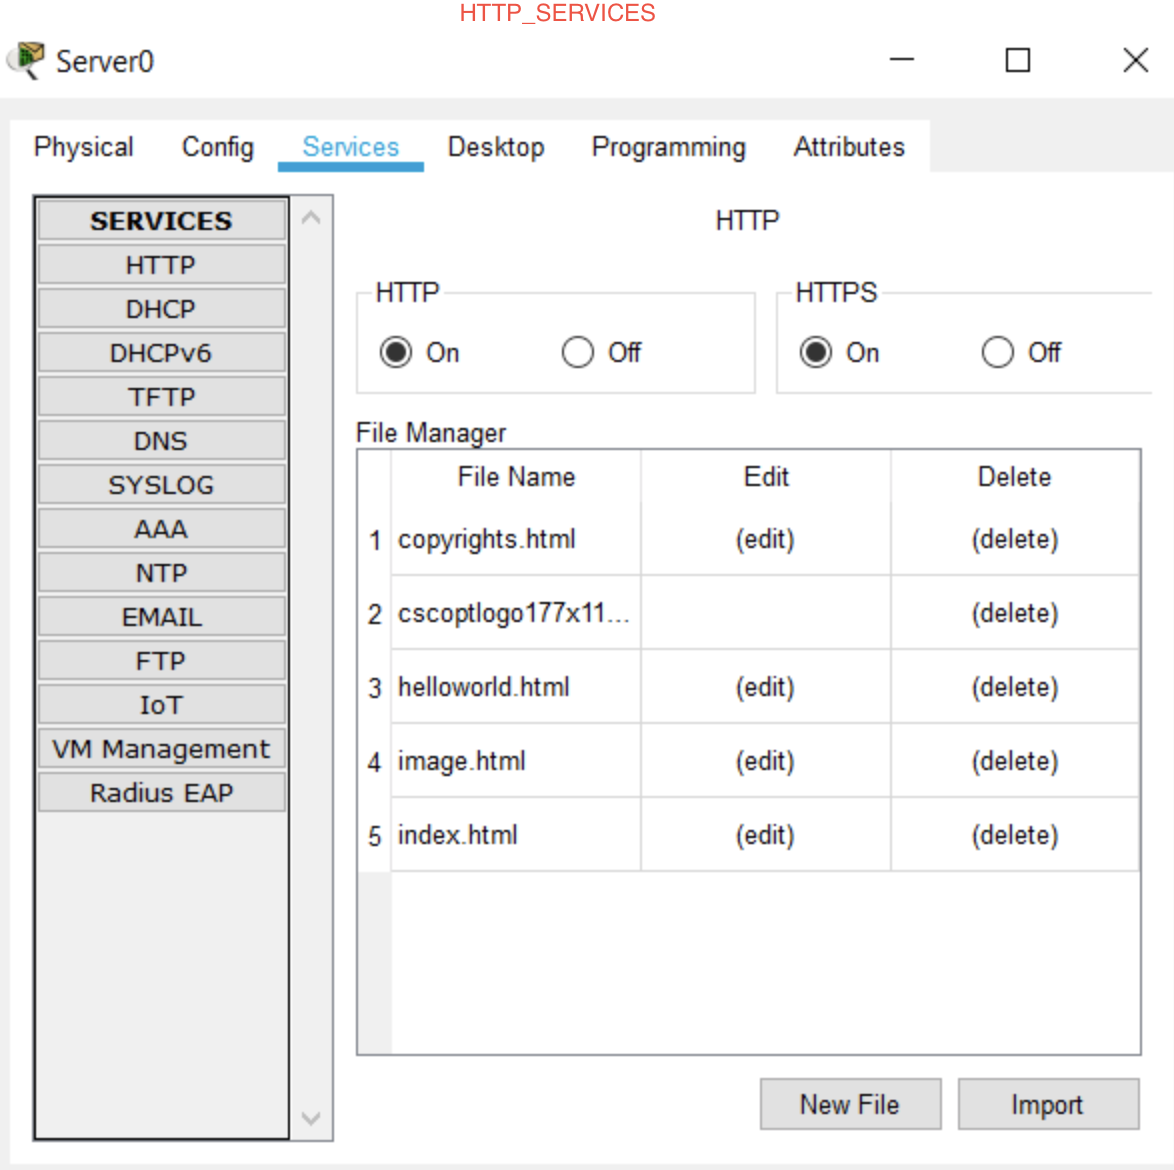 HTTP_SERVICES
Server0
Physical Config Services Desktop Programming Attributes
SERVICES
HTTP
DHCP
DHCPv6
TFTP
DNS
SYSLOG
AAA
NTP
EMAIL
FTP
IoT
VM Management
Radius EAP
HTTP
HTTP
On Off
HTTPS
On Off
File Manager
File Name Edit Delete
1 copyrights.html (edit) (delete)
2 cscoptlogo177x11... (delete)
3 helloworld.html (edit) (delete)
4 image.html (edit) (delete)
5 index.html (edit) (delete)
New File Import